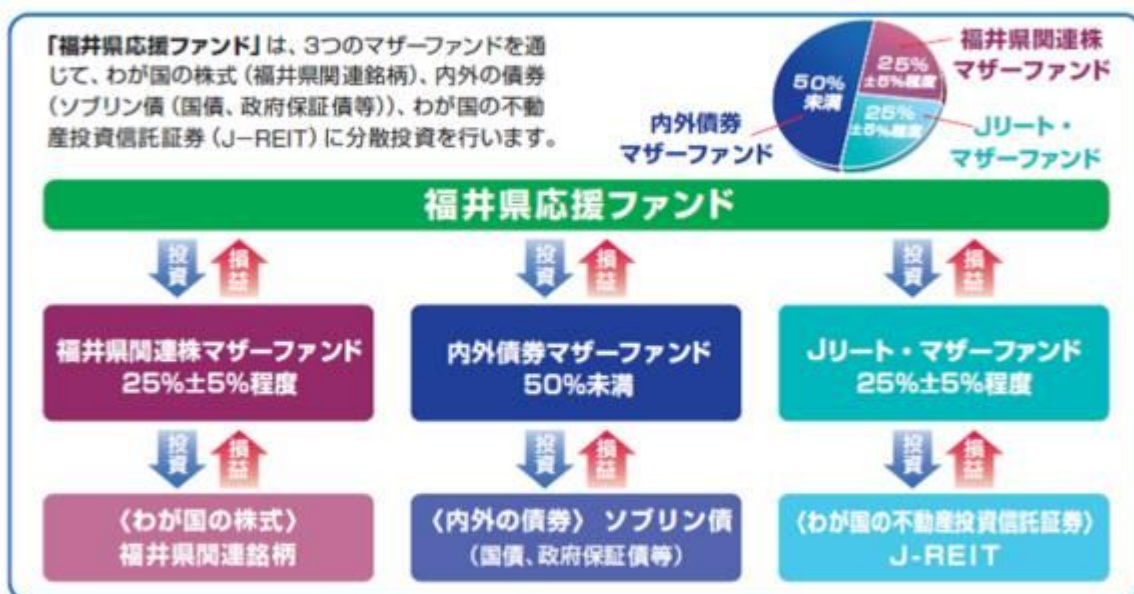 「福井県応援ファンド」は、3つのマザーファンドを通
じて、わが国の株式（福井県関連銘柄）、内外の債券
（ソブリン債（国債、政府保証債等））、わが国の不動
産投資信託証券（J－REIT）に分散投資を行います。
福井県関連株
マザーファンド
25%
±5%程度
50%
未満
25%
±5%程度
内外債券
マザーファンド
Jリート・
マザーファンド
福井県応援ファンド
投資
損益
投資
損益
投資
損益
福井県関連株マザーファンド
25%±5%程度
内外債券マザーファンド
50%未満
Jリート・マザーファンド
25%±5%程度
投資
損益
投資
損益
投資
損益
〈わが国の株式〉
福井県関連銘柄
〈内外の債券〉 ソブリン債
（国債、政府保証債等）
〈わが国の不動産投資信託証券〉
J-REIT